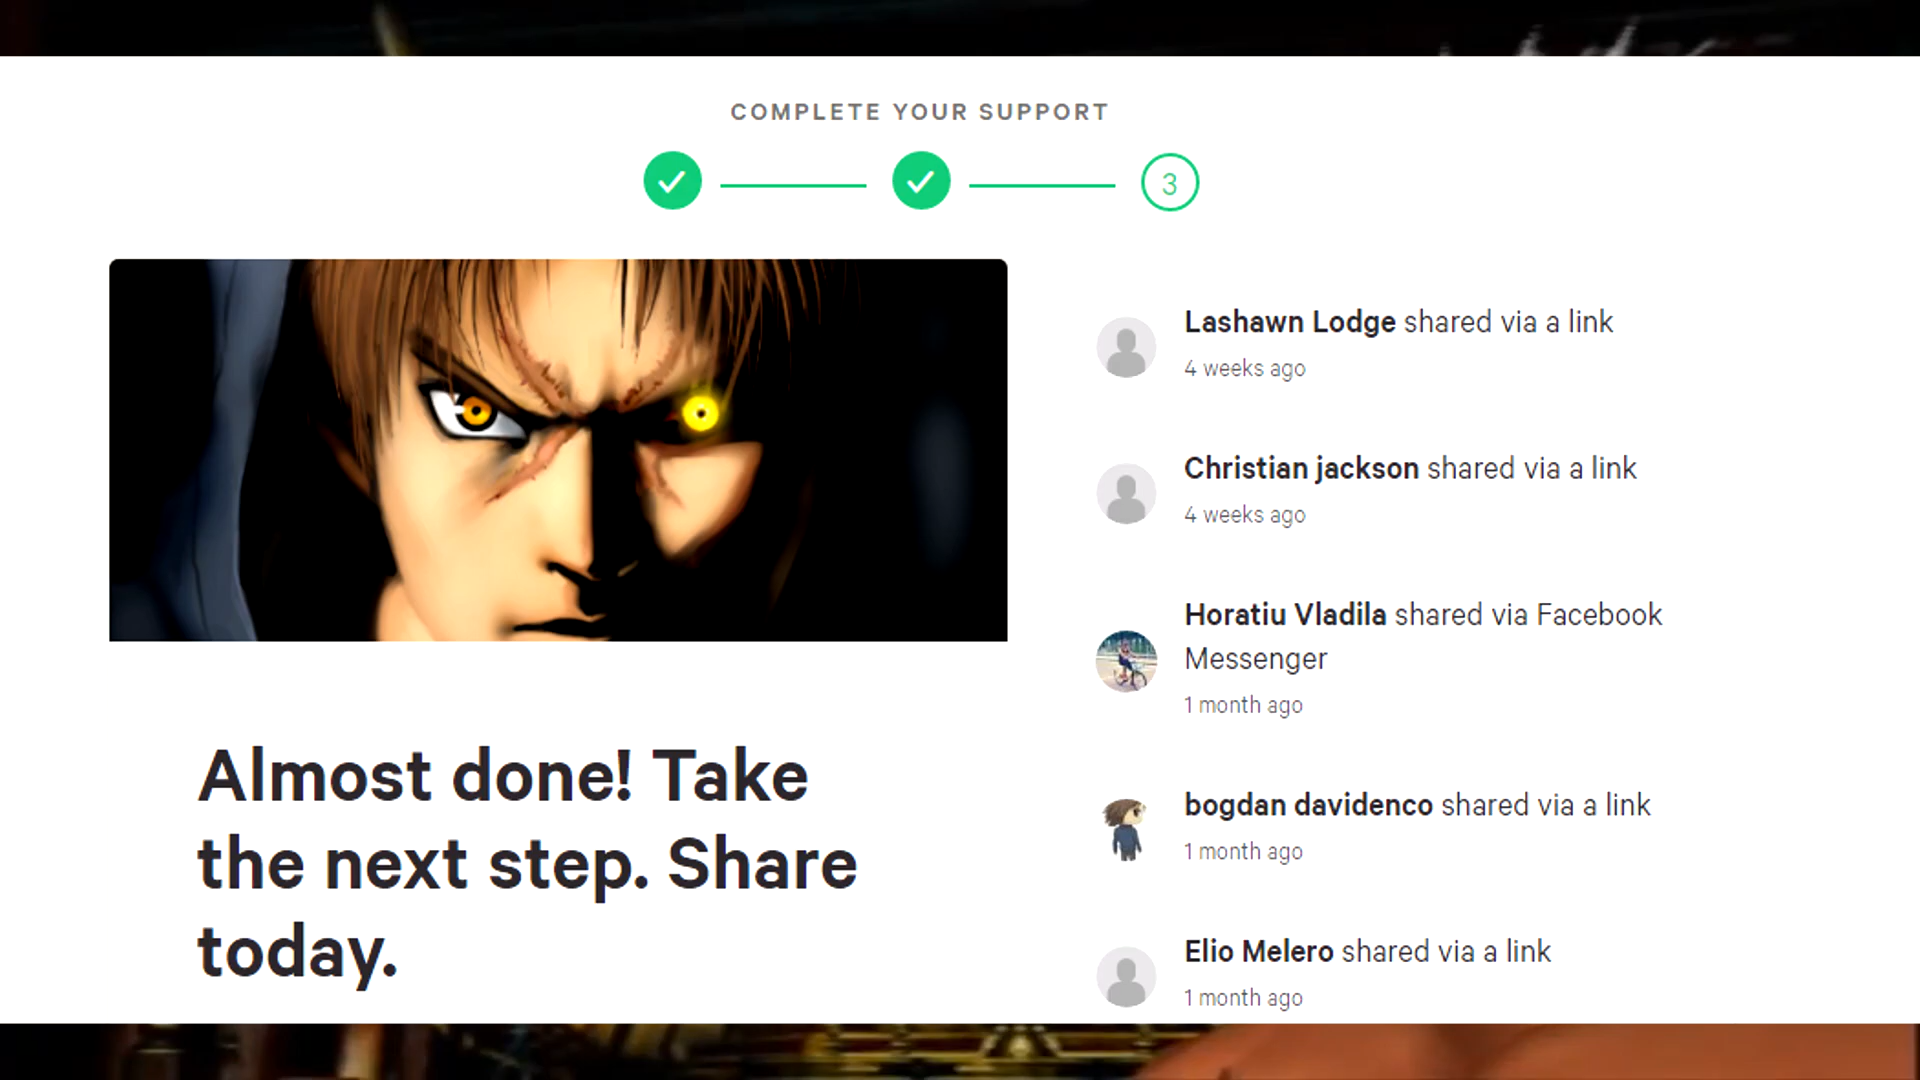 COMPLETE YOUR SUPPORT
3
Almost done! Take
the next step. Share
today.
Lashawn Lodge shared via a link
4 weeks ago
Christian jackson shared via a link
4 weeks ago
Horatiu Vladila shared via Facebook
Messenger
1 month ago
bogdan davidenco shared via a link
1 month ago
Elio Melero shared via a link
1 month ago